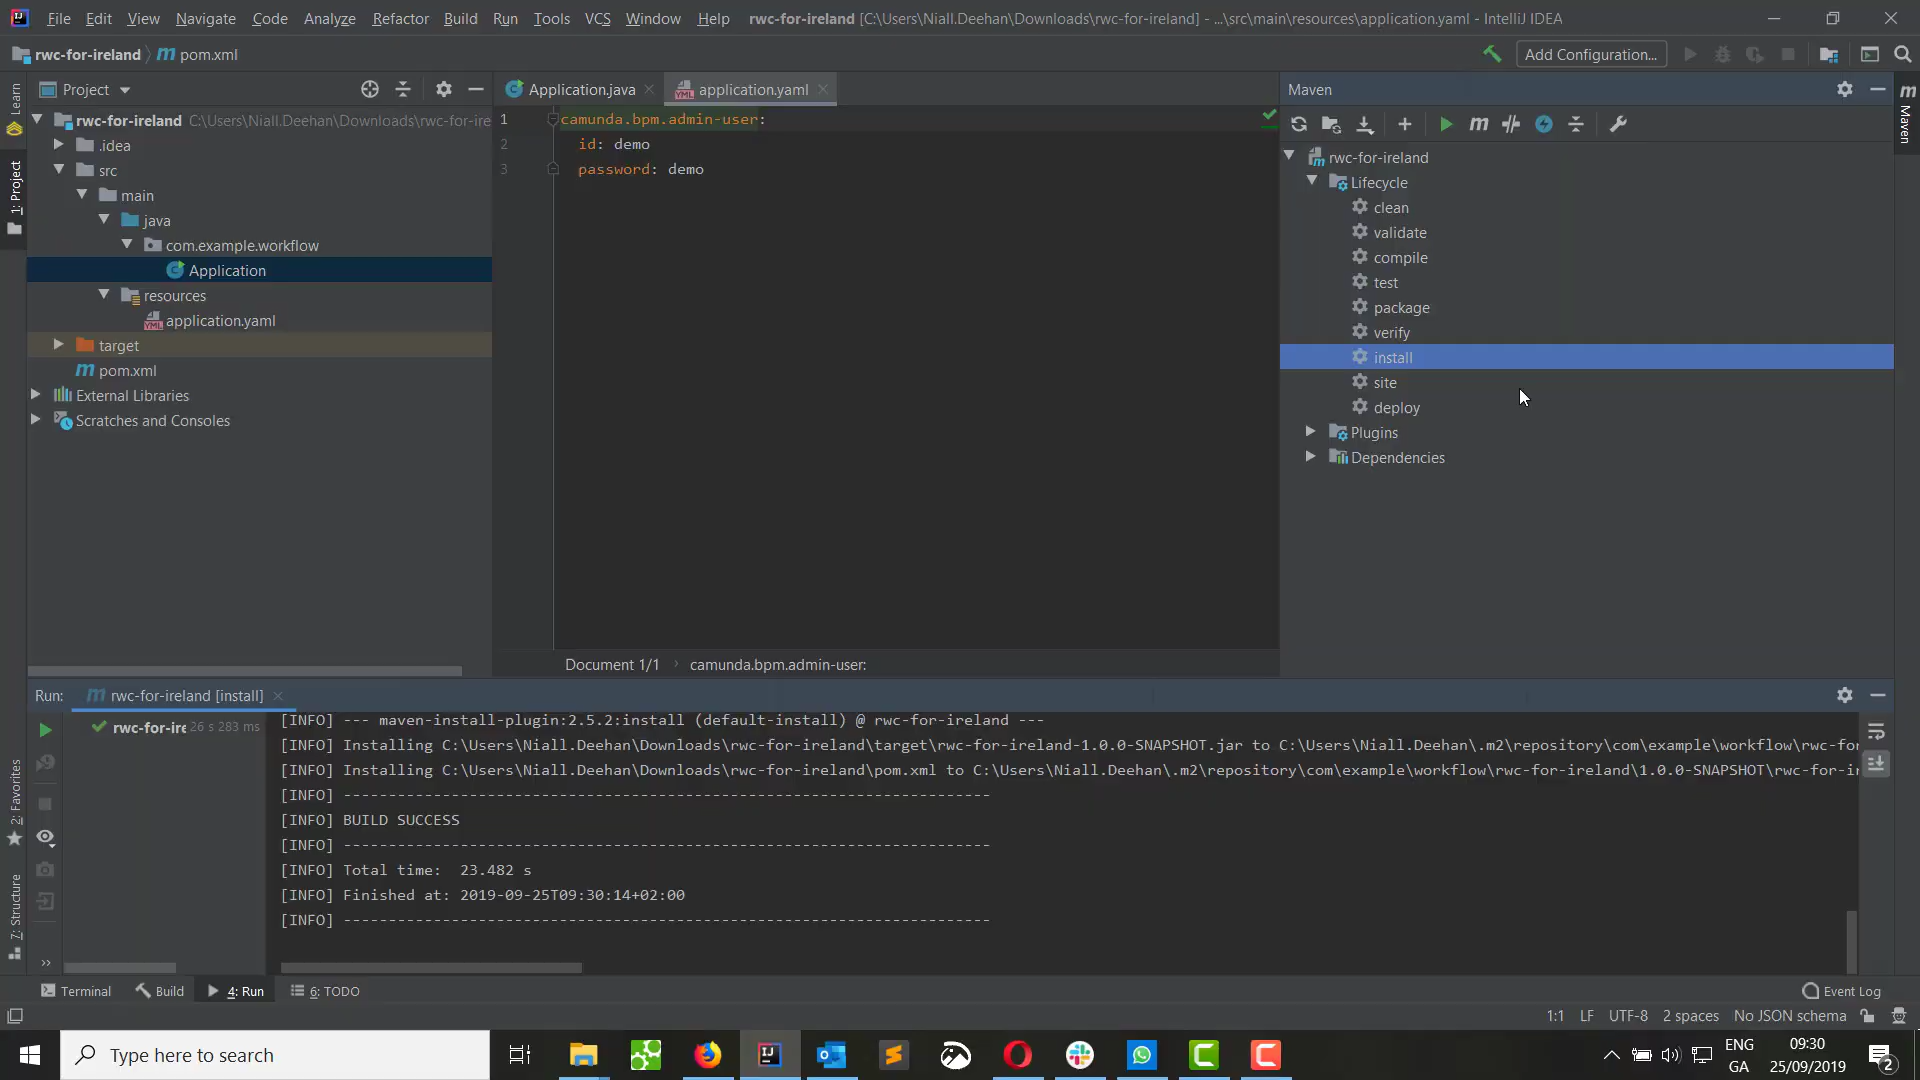 File Edit View Navigate Code Analyze Refactor Build Run Tools VCS Window Help rwc-for-ireland [C:\Users\Niall.Deehan\Downloads\rwc-for-ireland] - ...\src\main\resources\application.yaml - IntelliJ IDEA
rwc-for-ireland pom.xml Add Configuration...
Learn
1: Project
Project
rwc-for-ireland C:\Users\Niall.Deehan\Downloads\rwc-for-ire
.idea
src
main
java
com.example.workflow
Application
resources
application.yaml
target
pom.xml
External Libraries
Scratches and Consoles
Application.java application.yaml
1 camunda.bpm.admin-user:
2 id: demo
3 password: demo
Document 1/1 camunda.bpm.admin-user:
Maven
Maven
rwc-for-ireland
Lifecycle
clean
validate
compile
test
package
verify
install
site
deploy
Plugins
Dependencies
Run: rwc-for-ireland [install]
rwc-for-ire 26 s 283 ms
[INFO] --- maven-install-plugin:2.5.2:install (default-install) @ rwc-for-ireland ---
[INFO] Installing C:\Users\Niall.Deehan\Downloads\rwc-for-ireland\target\rwc-for-ireland-1.0.0-SNAPSHOT.jar to C:\Users\Niall.Deehan\.m2\repository\com\example\workflow\rwc-for
[INFO] Installing C:\Users\Niall.Deehan\Downloads\rwc-for-ireland\pom.xml to C:\Users\Niall.Deehan\.m2\repository\com\example\workflow\rwc-for-ireland\1.0.0-SNAPSHOT\rwc-for-ir
[INFO] ------------------------------------------------------------------------
[INFO] BUILD SUCCESS
[INFO] ------------------------------------------------------------------------
[INFO] Total time:  23.482 s
[INFO] Finished at: 2019-09-25T09:30:14+02:00
[INFO] ------------------------------------------------------------------------
2: Favorites
7: Structure
Terminal Build 4: Run 6: TODO Event Log
1:1 LF UTF-8 2 spaces No JSON schema
Type here to search
ENG
GA
09:30
25/09/2019
2